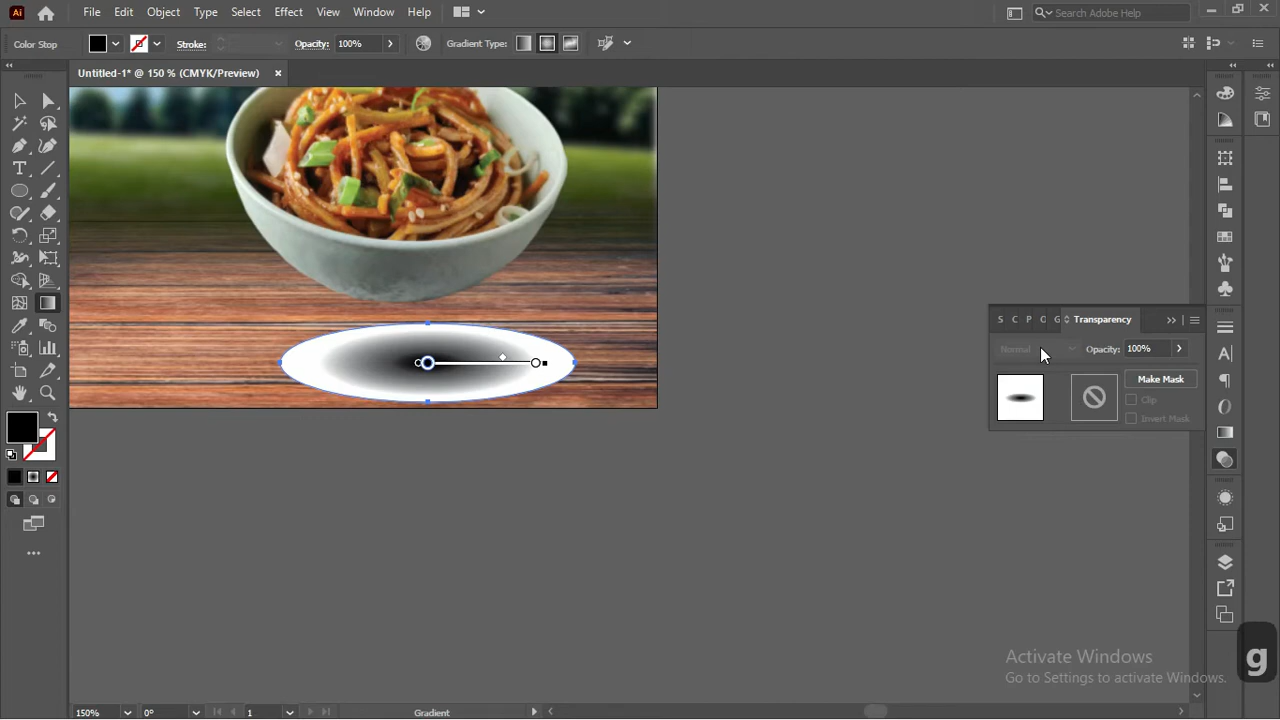 Ai File Edit Object Type Select Effect View Window Help Search Adobe Help
Color Stop Stroke: Opacity: 100% Gradient Type:
Untitled-1* @ 150 % (CMYK/Preview) ×
S C P O G Transparency
Normal Opacity: 100%
Make Mask
Clip
Invert Mask
Activate Windows
Go to Settings to activate Windows.
g
150% 0° 1 Gradient